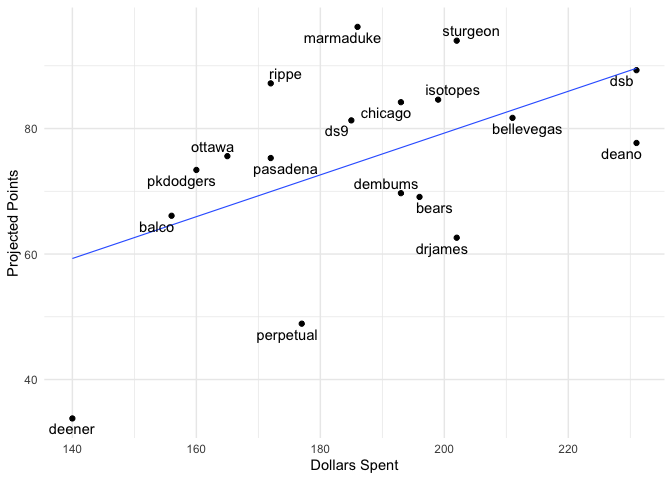 sturgeon
marmaduke
rippe
dsb
isotopes
chicago
ds9
bellevegas
80
ottawa
deano
pasadena
pkdodgers
dembums
bears
balco
drjames
60
perpetual
40
deener
140
160
180
200
220
Dollars Spent
Projected Points